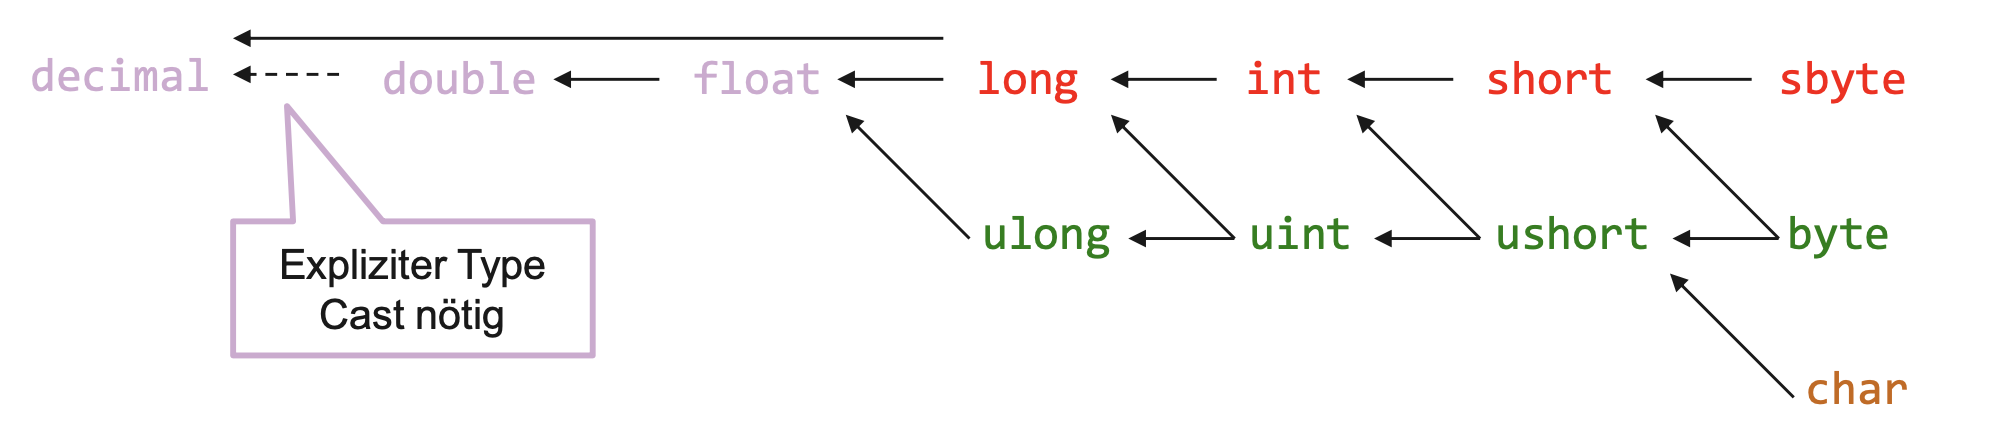 decimal double float long int short sbyte
ulong uint ushort byte
Expliziter Type
Cast nötig
char